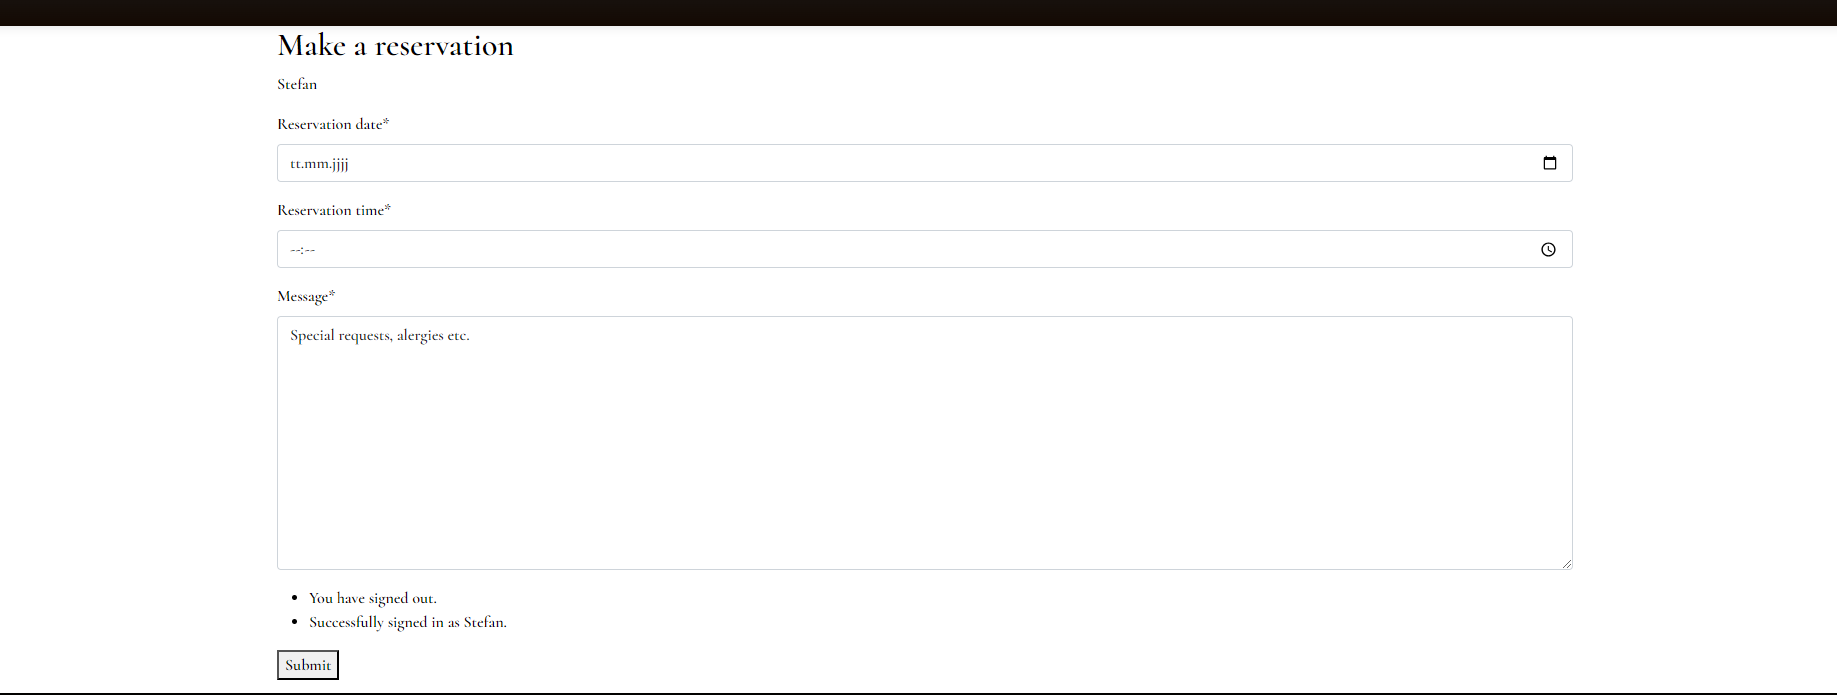 Make a reservation
Stefan
Reservation date*
tt.mm.jjjj
Reservation time*
--:--
Message*
Special requests, alergies etc.
You have signed out.
Successfully signed in as Stefan.
Submit